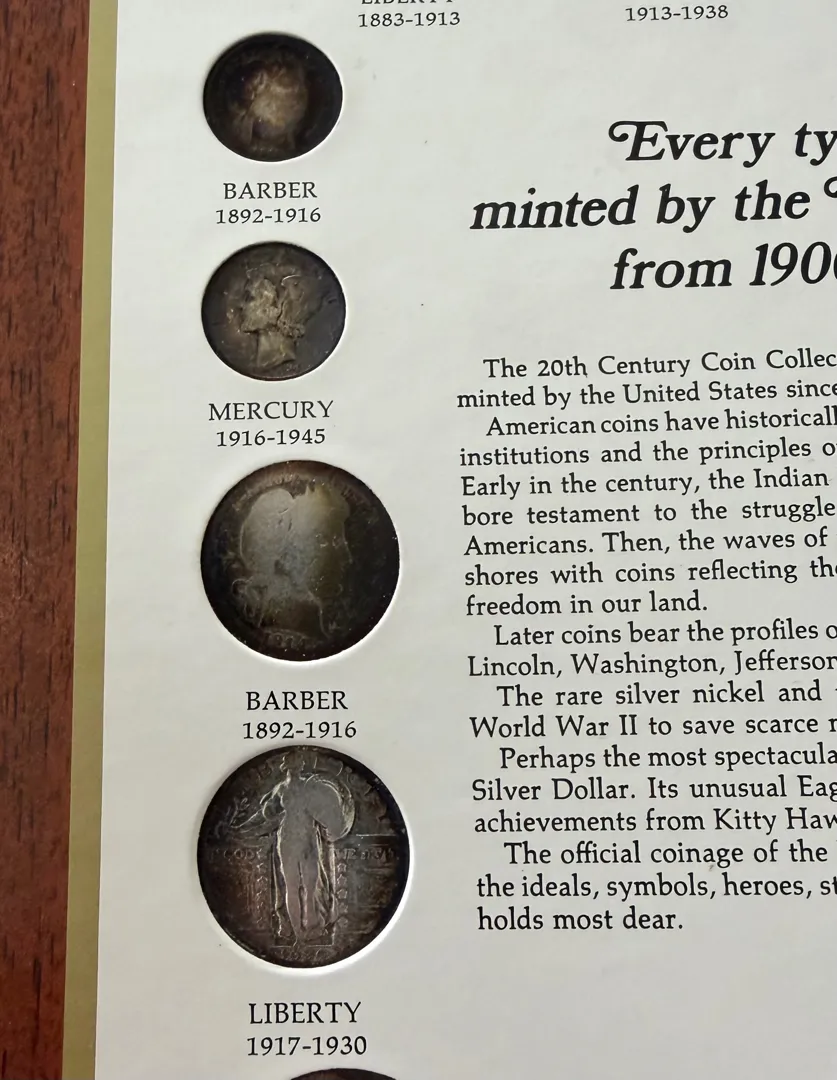 1883-1913
1913-1938
BARBER
1892-1916
MERCURY
1916-1945
BARBER
1892-1916
LIBERTY
1917-1930
Every ty
minted by the
from 190
The 20th Century Coin Collec
minted by the United States since
American coins have historicall
institutions and the principles o
Early in the century, the Indian
bore testament to the struggle
Americans. Then, the waves of
shores with coins reflecting the
freedom in our land.
Later coins bear the profiles o
Lincoln, Washington, Jefferson
The rare silver nickel and
World War II to save scarce
Perhaps the most spectacula
Silver Dollar. Its unusual Eag
achievements from Kitty Haw
The official coinage of the
the ideals, symbols, heroes, st
holds most dear.